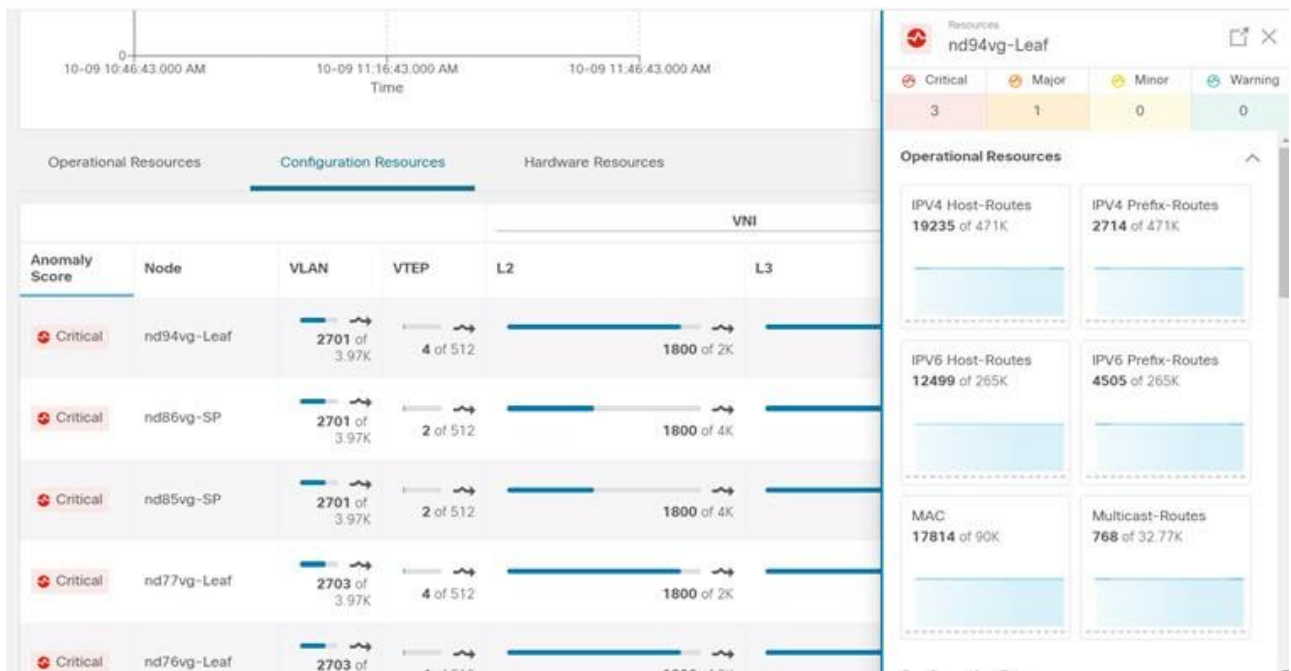 0
10-09 10:46:43.000 AM
10-09 11:16:43.000 AM
10-09 11:46:43.000 AM
Time
Operational Resources
Configuration Resources
Hardware Resources
VNI
Anomaly
Score
Node
VLAN
VTEP
L2
L3
Critical
nd94vg-Leaf
2701 of
3.97K
4 of 512
1800 of 2K
Critical
nd86vg-SP
2701 of
3.97K
2 of 512
1800 of 4K
Critical
nd85vg-SP
2701 of
3.97K
2 of 512
1800 of 4K
Critical
nd77vg-Leaf
2703 of
3.97K
4 of 512
1800 of 2K
Critical
nd76vg-Leaf
2703 of
Resources
nd94vg-Leaf
Critical
Major
Minor
Warning
3
1
0
0
Operational Resources
IPV4 Host-Routes
19235 of 471K
IPV4 Prefix-Routes
2714 of 471K
IPV6 Host-Routes
12499 of 265K
IPV6 Prefix-Routes
4505 of 265K
MAC
17814 of 90K
Multicast-Routes
768 of 32.77K